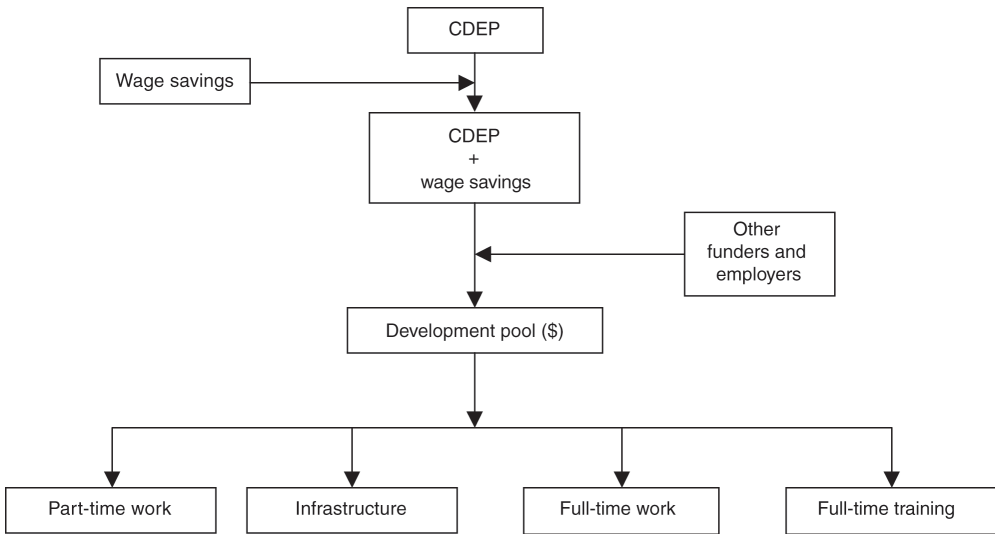 CDEP
Wage savings
CDEP
+
wage savings
Other
funders and
employers
Development pool ($)
Part-time work
Infrastructure
Full-time work
Full-time training